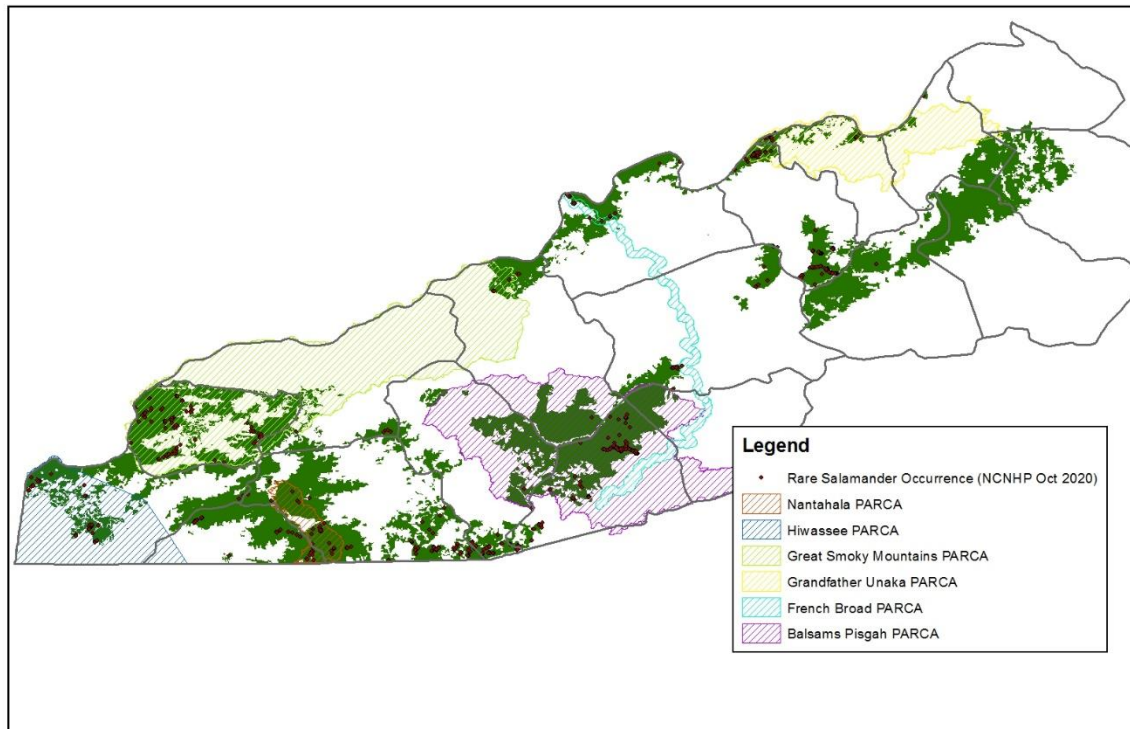 Legend
Rare Salamander Occurrence (NCNHP Oct 2020)
Nantahala PARCA
Hiwassee PARCA
Great Smoky Mountains PARCA
Grandfather Unaka PARCA
French Broad PARCA
Balsams Pisgah PARCA